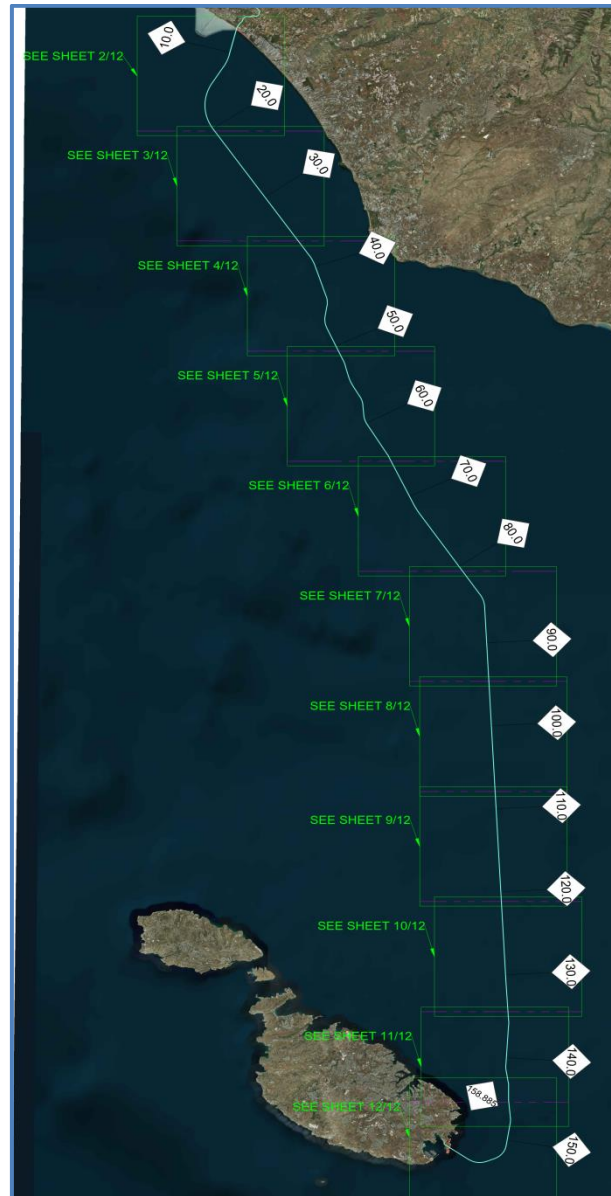 10.0
SEE SHEET 2/12
20.0
SEE SHEET 3/12
30.0
40.0
SEE SHEET 4/12
50.0
SEE SHEET 5/12
60.0
70.0
SEE SHEET 6/12
80.0
SEE SHEET 7/12
90.0
SEE SHEET 8/12
100.0
110.0
SEE SHEET 9/12
120.0
SEE SHEET 10/12
130.0
SEE SHEET 11/12
140.0
158.885
SEE SHEET 12/12
150.0